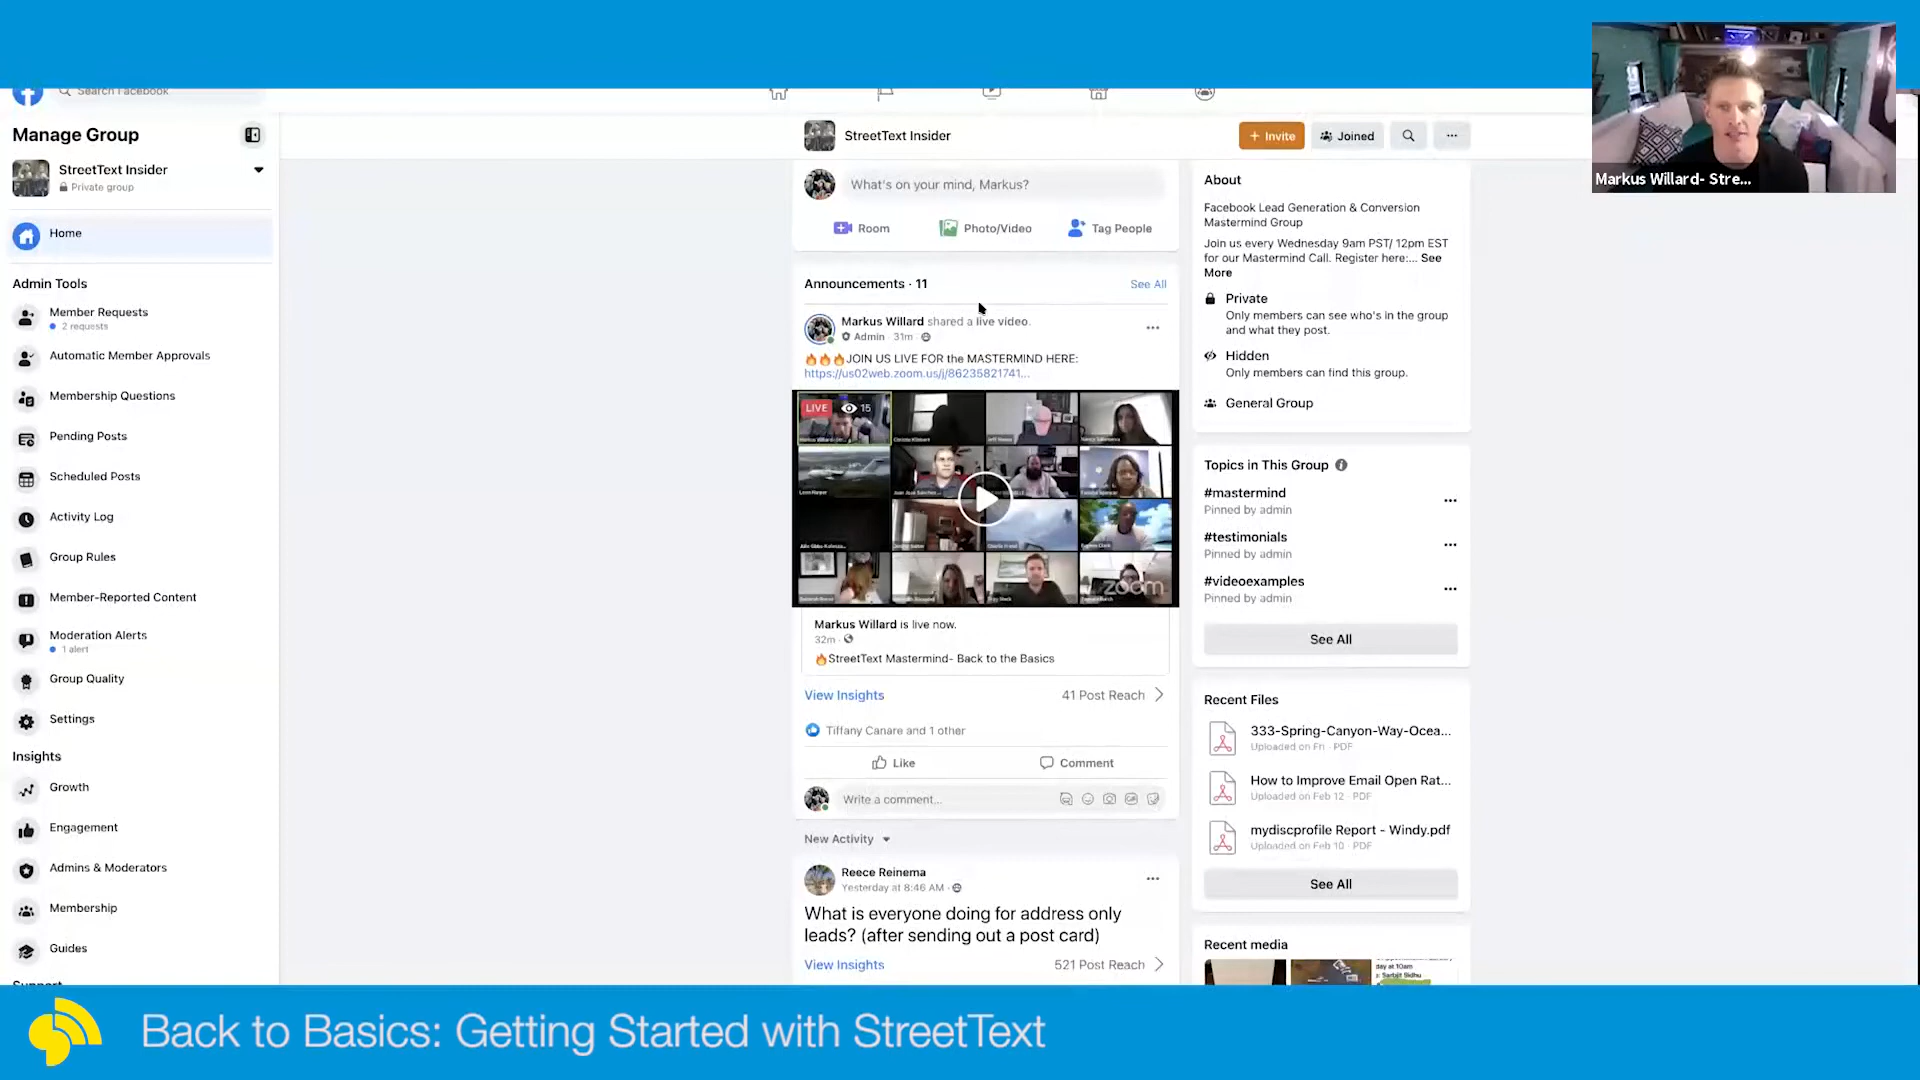 Search Facebook
Manage Group
StreetText Insider
Private group
Home
Admin Tools
Member Requests
2 requests
Automatic Member Approvals
Membership Questions
Pending Posts
Scheduled Posts
Activity Log
Group Rules
Member-Reported Content
Moderation Alerts
1 alert
Group Quality
Settings
Insights
Growth
Engagement
Admins & Moderators
Membership
Guides
Support
StreetText Insider
+ Invite
Joined
What's on your mind, Markus?
Room
Photo/Video
Tag People
Announcements · 11
See All
Markus Willard shared a live video.
Admin · 31m ·
JOIN US LIVE FOR the MASTERMIND HERE:
https://us02web.zoom.us/j/86235821741...
LIVE 15
zoom
Markus Willard is live now.
32m ·
StreetText Mastermind- Back to the Basics
View Insights
41 Post Reach
Tiffany Canare and 1 other
Like
Comment
Write a comment...
New Activity
Reece Reinema
Yesterday at 8:46 AM ·
What is everyone doing for address only
leads? (after sending out a post card)
View Insights
521 Post Reach
About
Facebook Lead Generation & Conversion
Mastermind Group
Join us every Wednesday 9am PST/ 12pm EST
for our Mastermind Call. Register here:... See
More
Private
Only members can see who's in the group
and what they post.
Hidden
Only members can find this group.
General Group
Topics in This Group
#mastermind
Pinned by admin
#testimonials
Pinned by admin
#videoexamples
Pinned by admin
See All
Recent Files
333-Spring-Canyon-Way-Ocea...
Uploaded on Fri · PDF
How to Improve Email Open Rat...
Uploaded on Feb 12 · PDF
mydiscprofile Report - Windy.pdf
Uploaded on Feb 10 · PDF
See All
Recent media
day at 10am
Sarbjit Sidhu
Markus Willard- Stre...
Back to Basics: Getting Started with StreetText